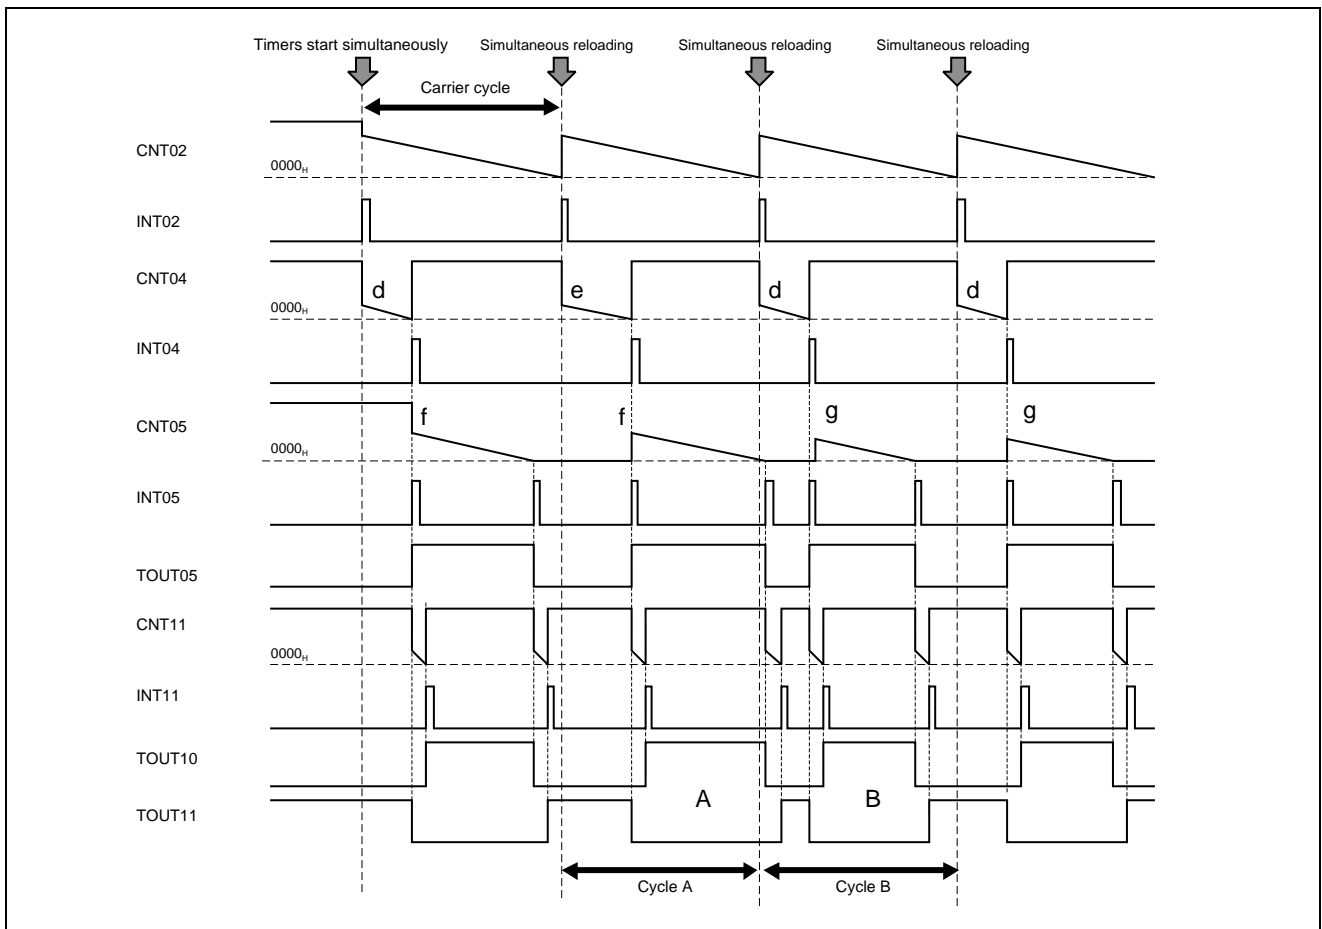 Timers start simultaneously Simultaneous reloading Simultaneous reloading Simultaneous reloading
Carrier cycle
CNT02
0000H
INT02
CNT04
d e d d
0000H
INT04
CNT05
f f g g
0000H
INT05
TOUT05
CNT11
0000H
INT11
TOUT10
A B
TOUT11
Cycle A Cycle B